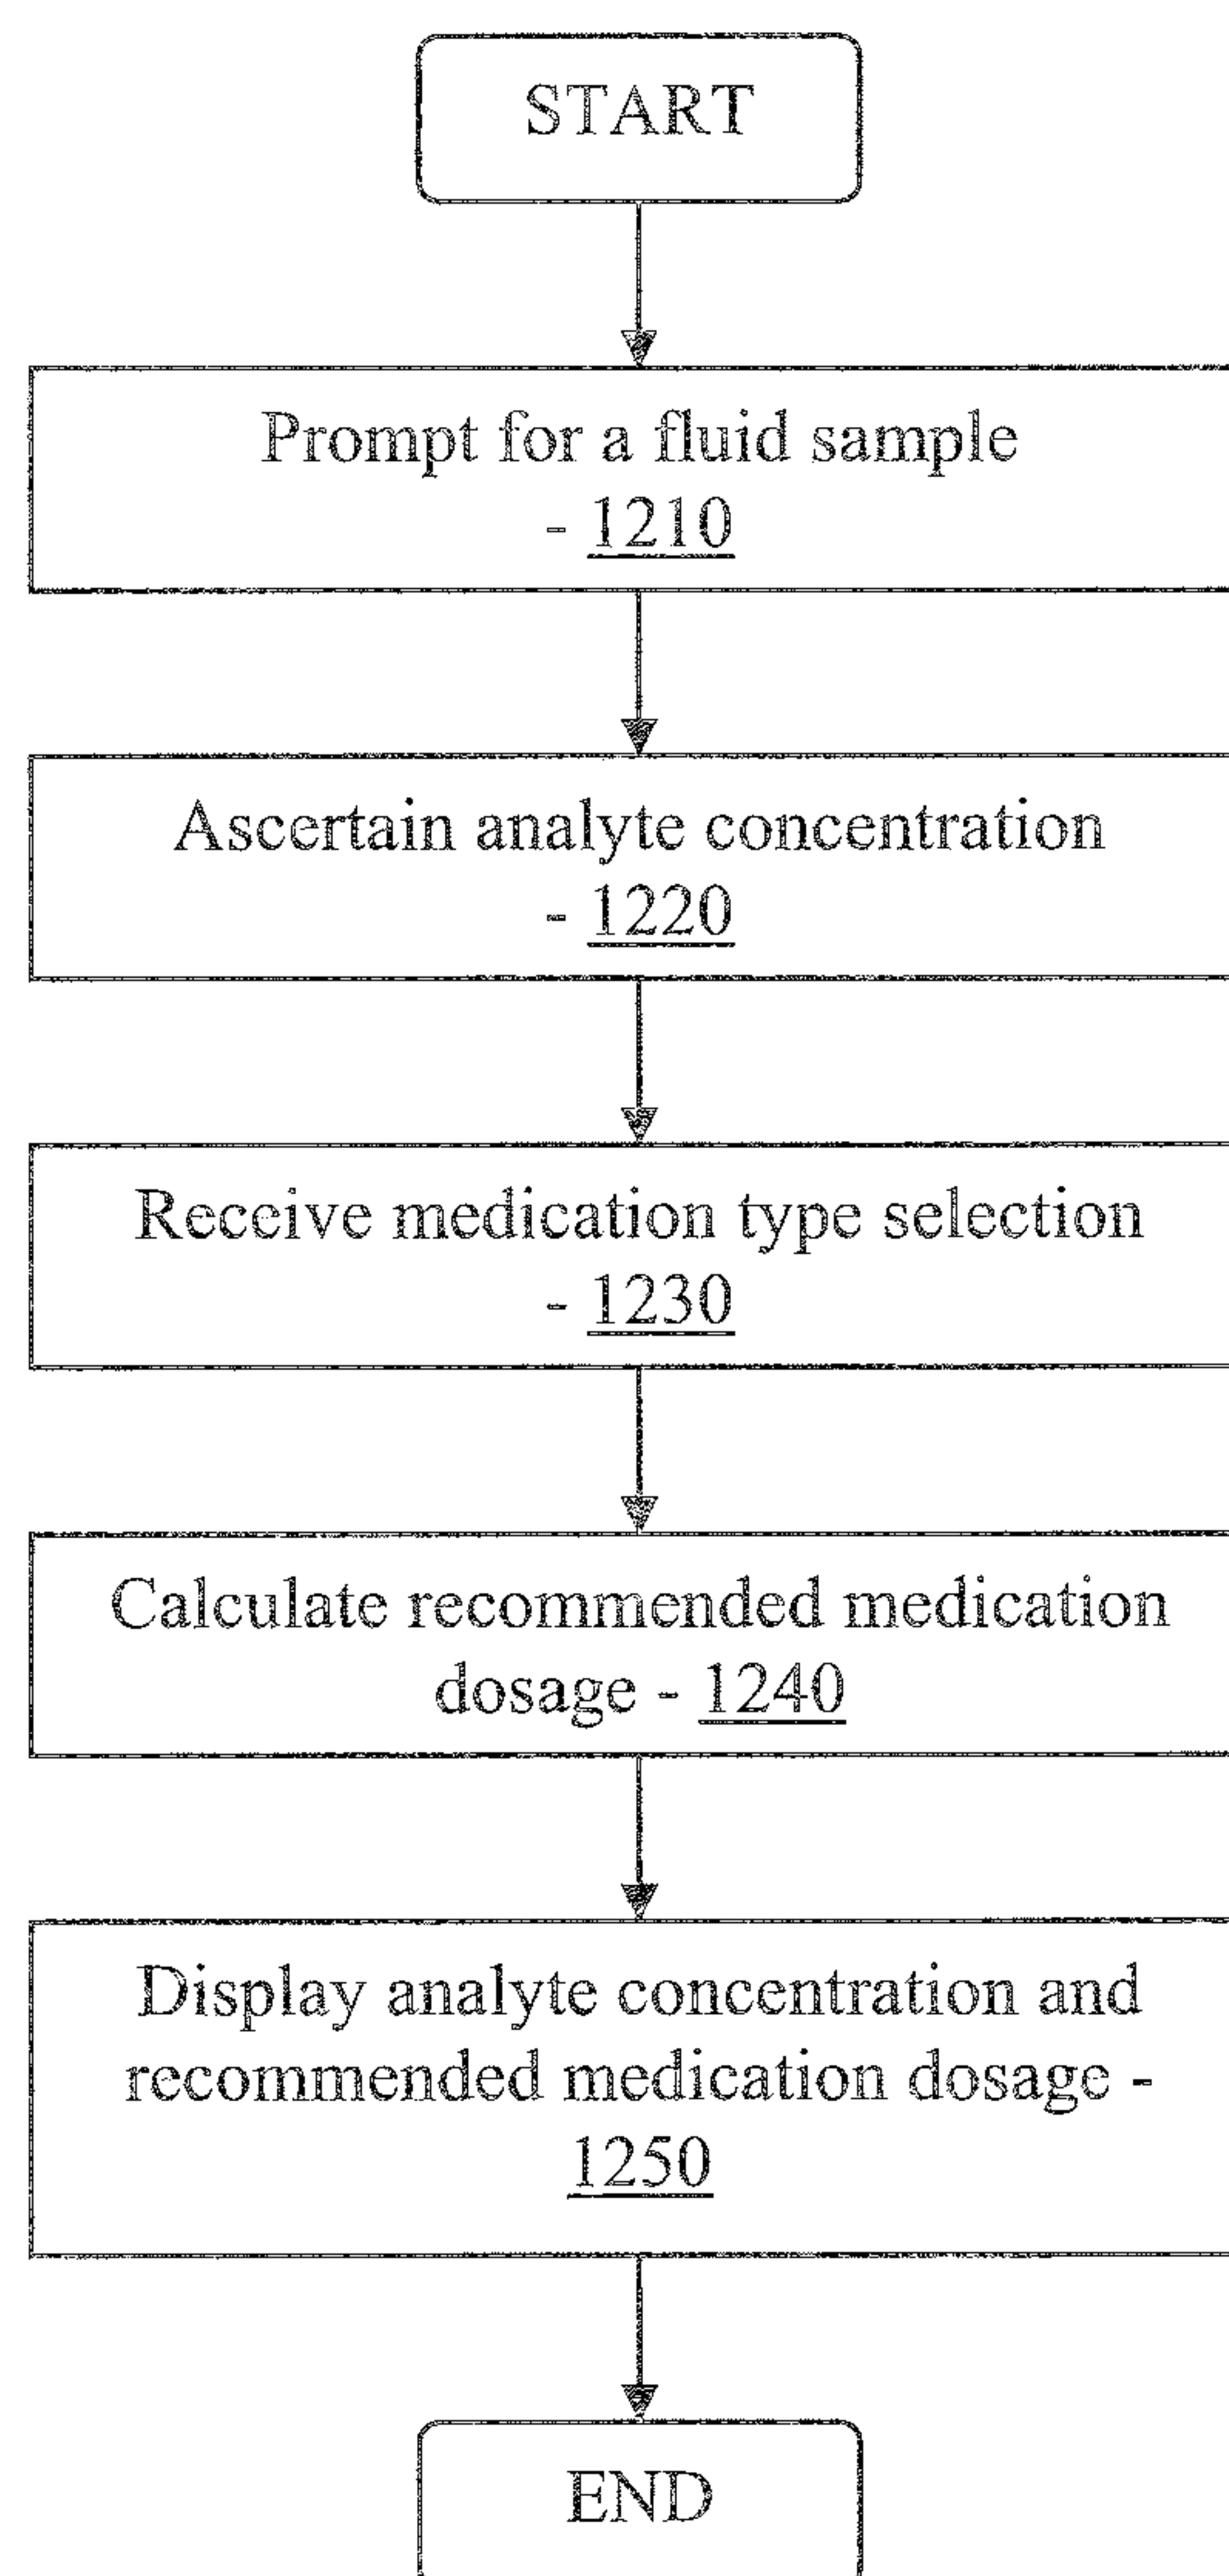 START
Prompt for a fluid sample
- 1210
Ascertain analyte concentration
- 1220
Receive medication type selection
- 1230
Calculate recommended medication
dosage - 1240
Display analyte concentration and
recommended medication dosage -
1250
END